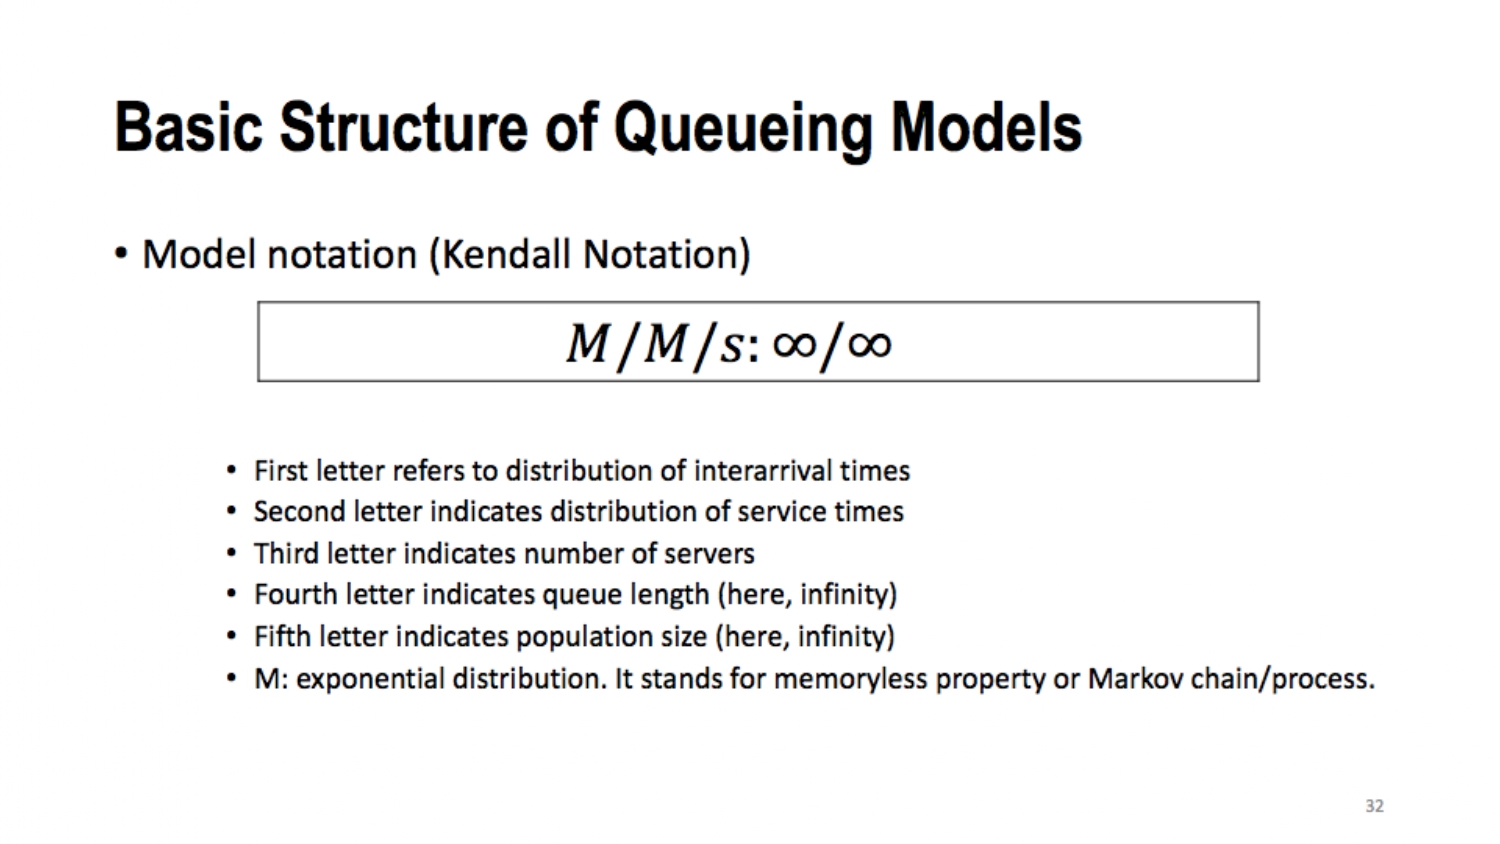 Basic Structure of Queueing Models
• Model notation (Kendall Notation)
M/M/s: ∞/∞
• First letter refers to distribution of interarrival times
• Second letter indicates distribution of service times
• Third letter indicates number of servers
• Fourth letter indicates queue length (here, infinity)
• Fifth letter indicates population size (here, infinity)
• M: exponential distribution. It stands for memoryless property or Markov chain/process.
32